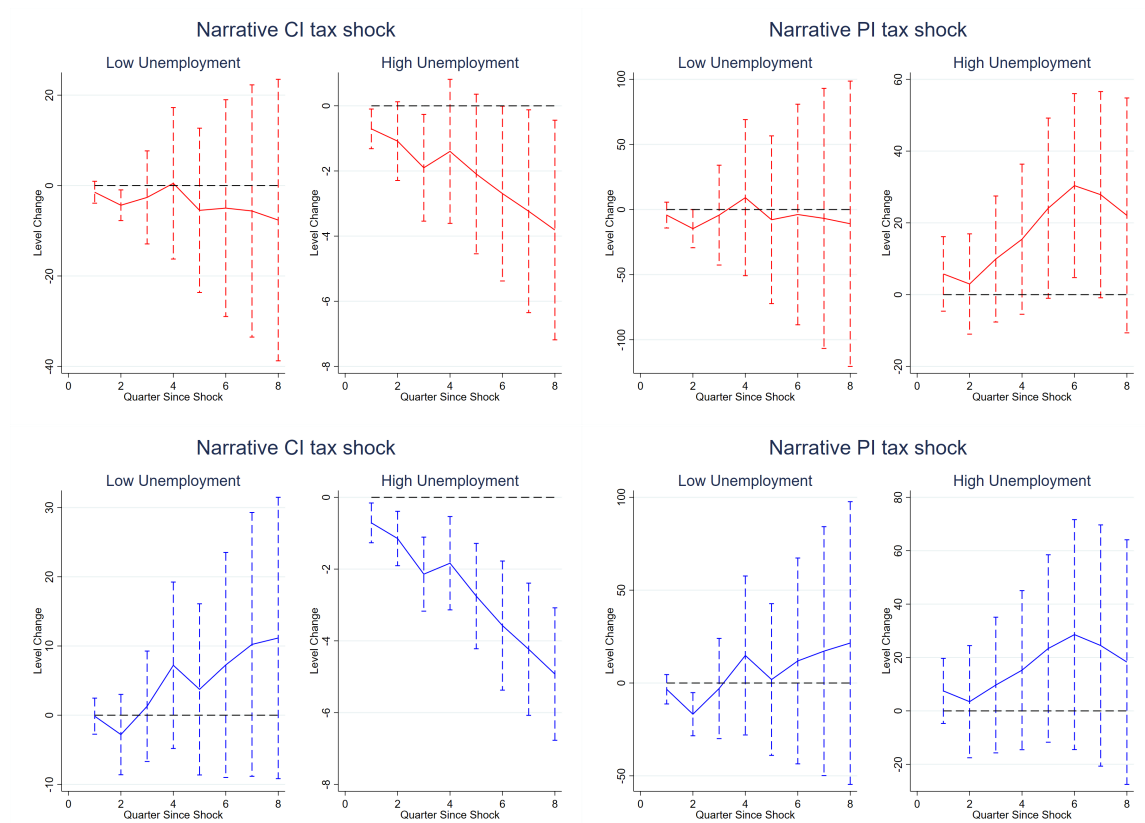 Narrative CI tax shock
Low Unemployment
Level Change
20
0
-20
-40
0 2 4 6 8
Quarter Since Shock
High Unemployment
Level Change
0
-2
-4
-6
-8
0 2 4 6 8
Quarter Since Shock
Narrative PI tax shock
Low Unemployment
Level Change
100
50
0
-50
-100
0 2 4 6 8
Quarter Since Shock
High Unemployment
Level Change
60
40
20
0
-20
0 2 4 6 8
Quarter Since Shock
Narrative CI tax shock
Low Unemployment
Level Change
30
20
10
0
-10
0 2 4 6 8
Quarter Since Shock
High Unemployment
Level Change
0
-2
-4
-6
-8
0 2 4 6 8
Quarter Since Shock
Narrative PI tax shock
Low Unemployment
Level Change
100
50
0
-50
0 2 4 6 8
Quarter Since Shock
High Unemployment
Level Change
80
60
40
20
0
-20
0 2 4 6 8
Quarter Since Shock